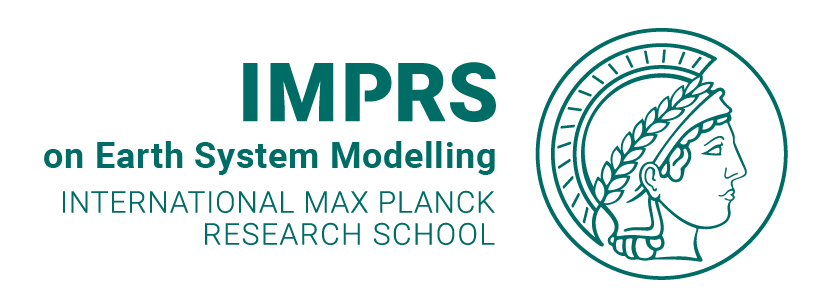 IMPRS
on Earth System Modelling
INTERNATIONAL MAX PLANCK
RESEARCH SCHOOL